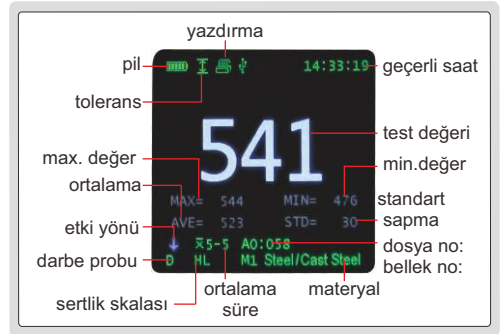 yazdırma
pil
14:33:19
geçerli saat
tolerans
541
test değeri
max. değer
min.değer
ortalama
MAX= 544 MIN= 476
standart
AVE= 523 STD= 30
sapma
etki yönü
x̅5-5 A0:058
dosya no:
darbe probu
D HL M1 Steel/Cast Steel
bellek no:
sertlik skalası
ortalama
süre
materyal